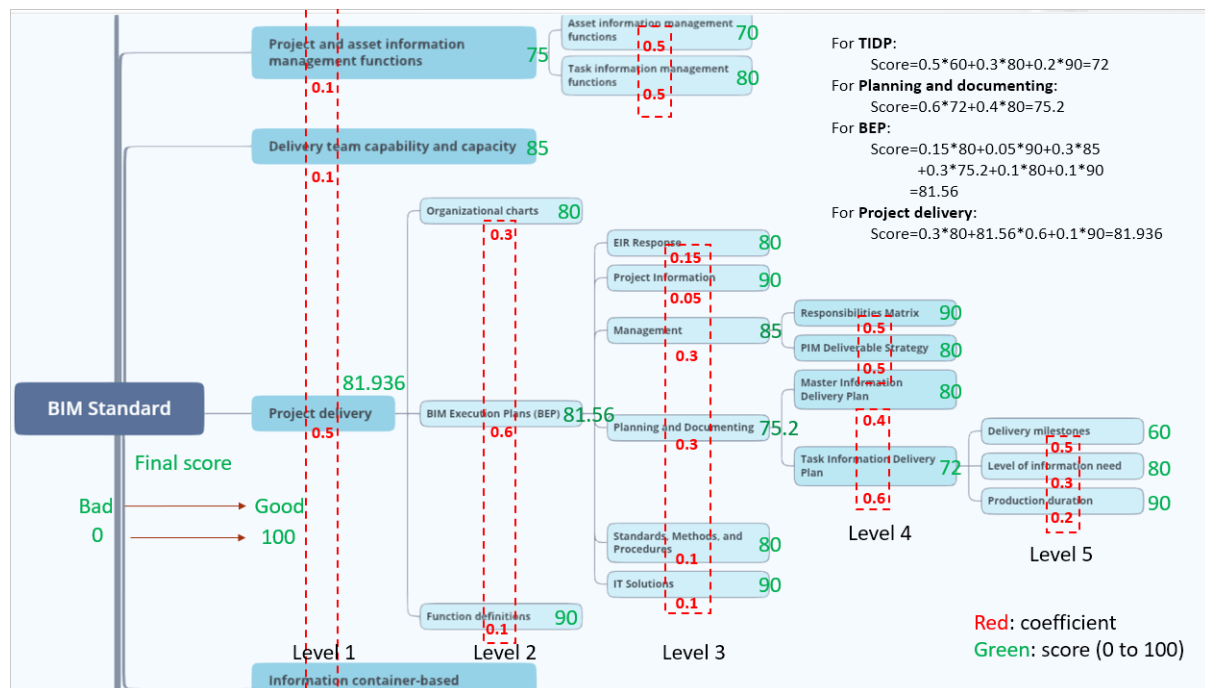 Asset information management
functions
70
0.5
Project and asset information
management functions
75
0.1
Task information management
functions
80
0.5
For TIDP:
Score=0.5*60+0.3*80+0.2*90=72
For Planning and documenting:
Score=0.6*72+0.4*80=75.2
For BEP:
Score=0.15*80+0.05*90+0.3*85
+0.3*75.2+0.1*80+0.1*90
=81.56
For Project delivery:
Score=0.3*80+81.56*0.6+0.1*90=81.936
Delivery team capability and capacity
85
0.1
Organizational charts
80
0.3
EIR Response
80
0.15
Project Information
90
0.05
Management
85
0.3
Responsibilities Matrix
90
0.5
PIM Deliverable Strategy
80
0.5
Master Information
Delivery Plan
80
0.4
BIM Standard
81.936
Project delivery
0.5
BIM Execution Plans (BEP)
81.56
0.6
Planning and Documenting
75.2
0.3
Task Information Delivery
Plan
72
0.6
Delivery milestones
60
0.5
Level of information need
80
0.3
Production duration
90
0.2
Final score
Bad
Good
0
100
Standards, Methods, and
Procedures
80
0.1
IT Solutions
90
0.1
Function definitions
90
0.1
Level 1
Level 2
Level 3
Level 4
Level 5
Red: coefficient
Green: score (0 to 100)
Information container-based